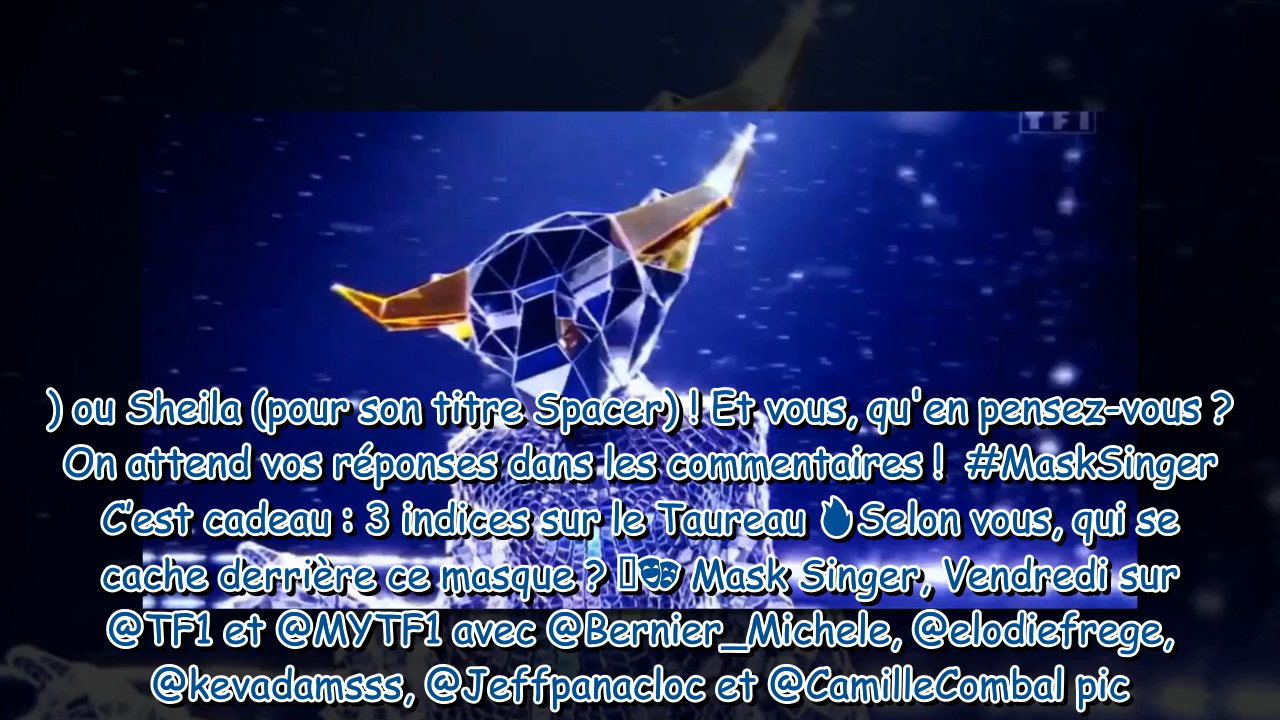 TF1
) ou Sheila (pour son titre Spacer) ! Et vous, qu'en pensez-vous ?
On attend vos réponses dans les commentaires ! #MaskSinger
C'est cadeau : 3 indices sur le Taureau 🔥Selon vous, qui se
cache derrière ce masque ? 🎭 Mask Singer, Vendredi sur
@TF1 et @MYTF1 avec @Bernier_Michele, @elodiefrege,
@kevadamsss, @Jeffpanacloc et @CamilleCombal pic